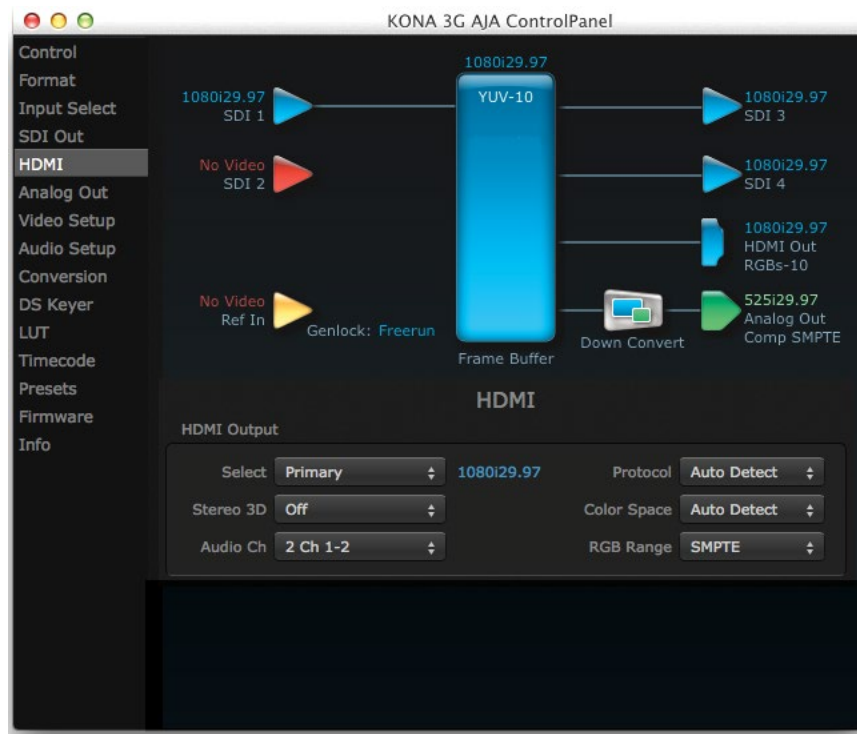 KONA 3G AJA ControlPanel
Control
Format
Input Select
SDI Out
HDMI
Analog Out
Video Setup
Audio Setup
Conversion
DS Keyer
LUT
Timecode
Presets
Firmware
Info
1080i29.97
YUV-10
Frame Buffer
1080i29.97
SDI 1
No Video
SDI 2
No Video
Ref In
Genlock: Freerun
1080i29.97
SDI 3
1080i29.97
SDI 4
1080i29.97
HDMI Out
RGBs-10
Down Convert
525i29.97
Analog Out
Comp SMPTE
HDMI
HDMI Output
Select Primary 1080i29.97 Protocol Auto Detect
Stereo 3D Off Color Space Auto Detect
Audio Ch 2 Ch 1-2 RGB Range SMPTE